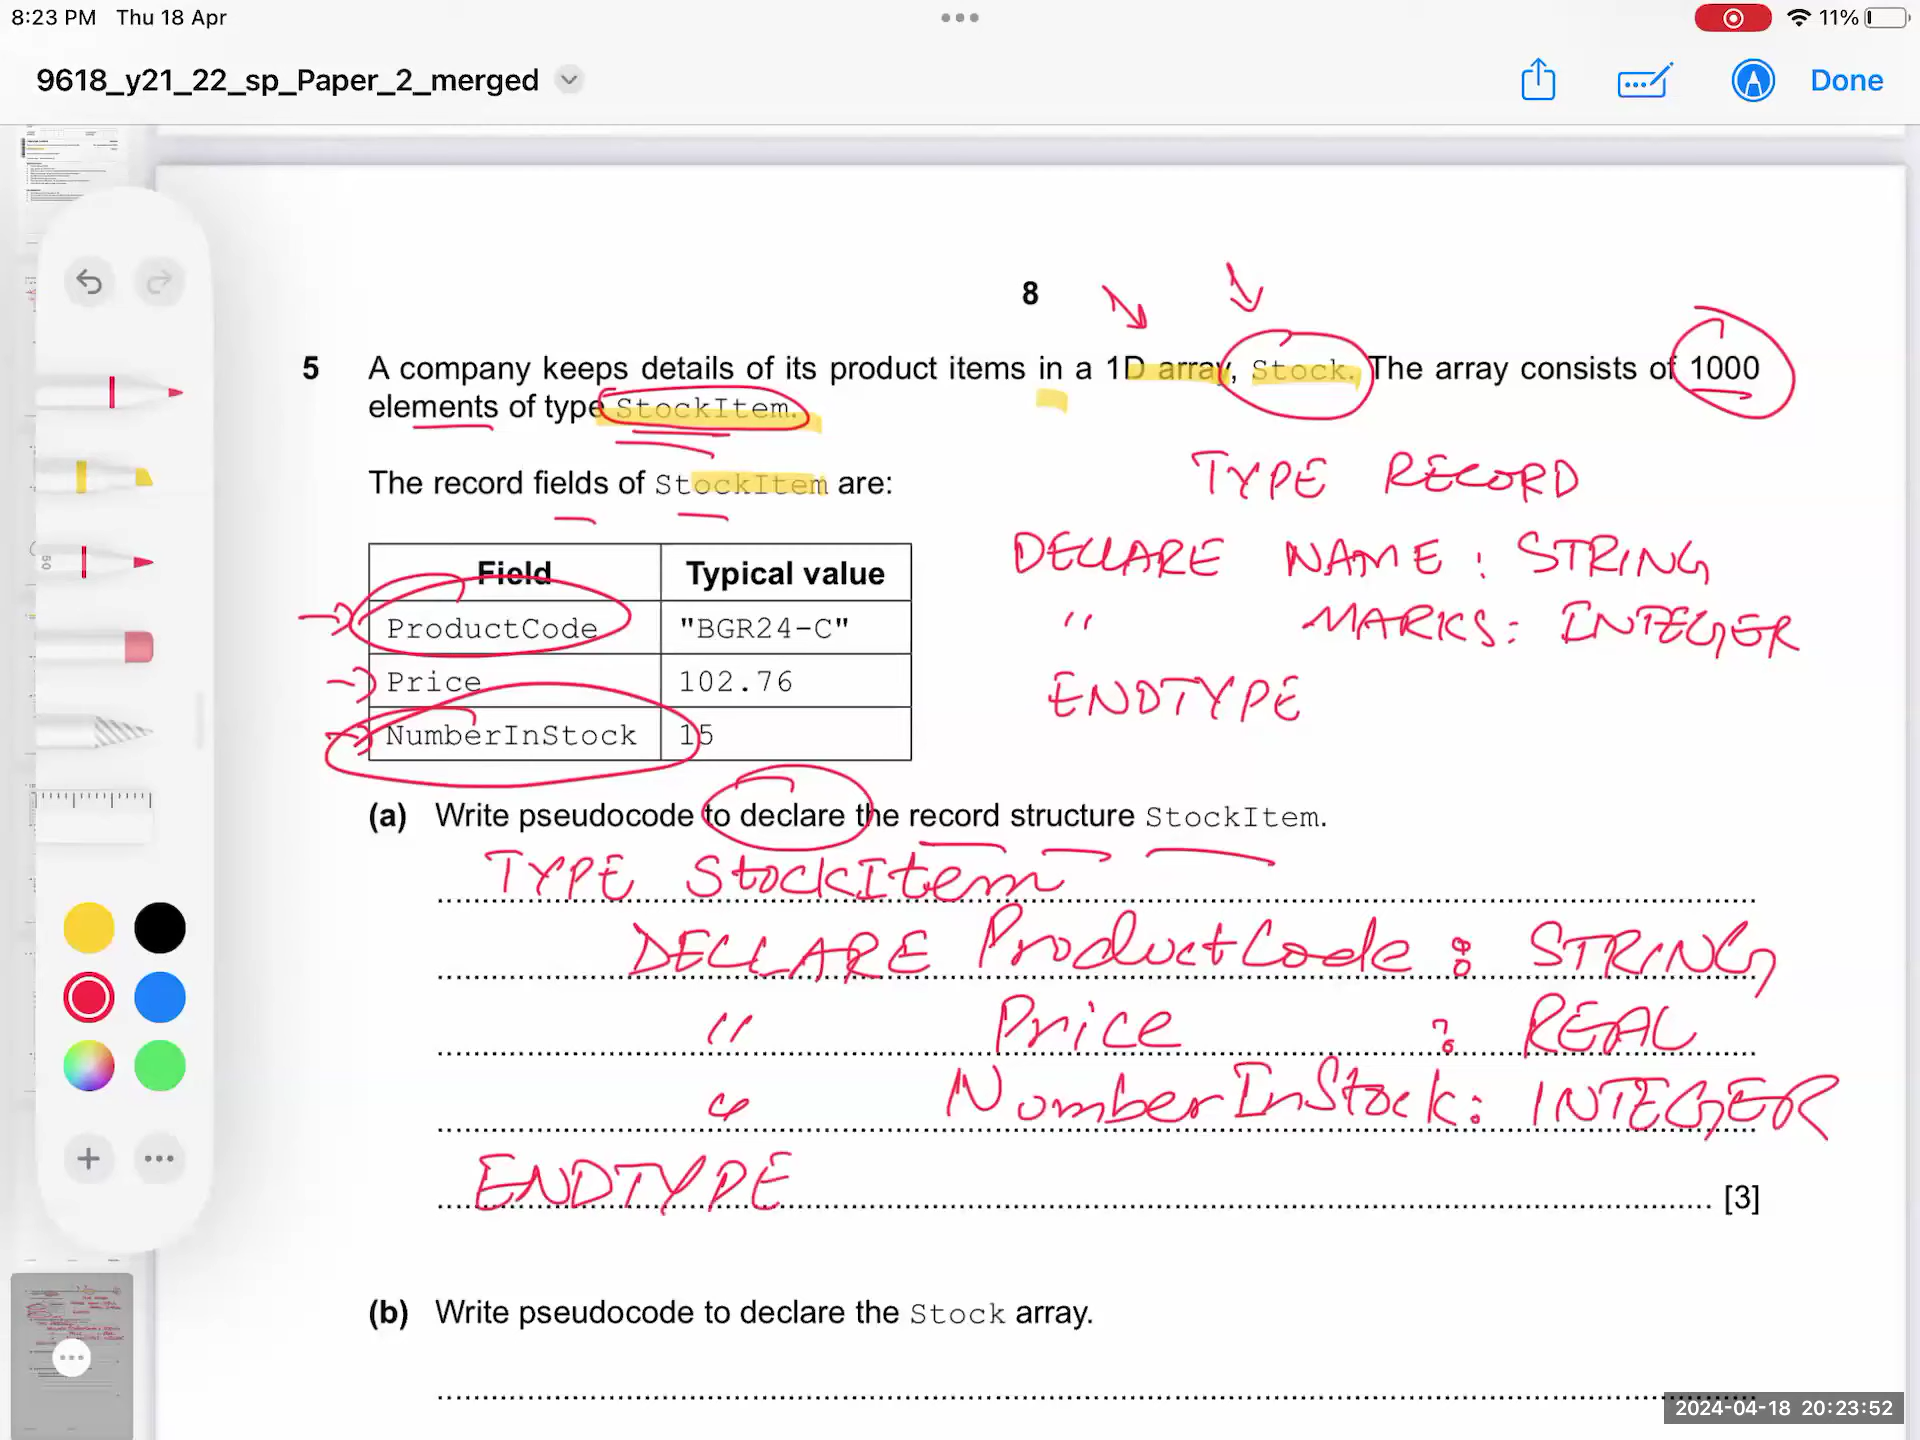 8:23 PM Thu 18 Apr
11%
9618_y21_22_sp_Paper_2_merged
Done
8
5 A company keeps details of its product items in a 1D array, Stock. The array consists of 1000
elements of type StockItem.
The record fields of StockItem are:
TYPE RECORD
DECLARE NAME : STRING
" MARKS : INTEGER
ENDTYPE
Field Typical value
ProductCode "BGR24-C"
Price 102.76
NumberInStock 15
(a) Write pseudocode to declare the record structure StockItem.
TYPE StockItem
DECLARE ProductCode : STRING
" Price : REAL
" NumberInStock : INTEGER
ENDTYPE
[3]
(b) Write pseudocode to declare the Stock array.
50
2024-04-18 20:23:52